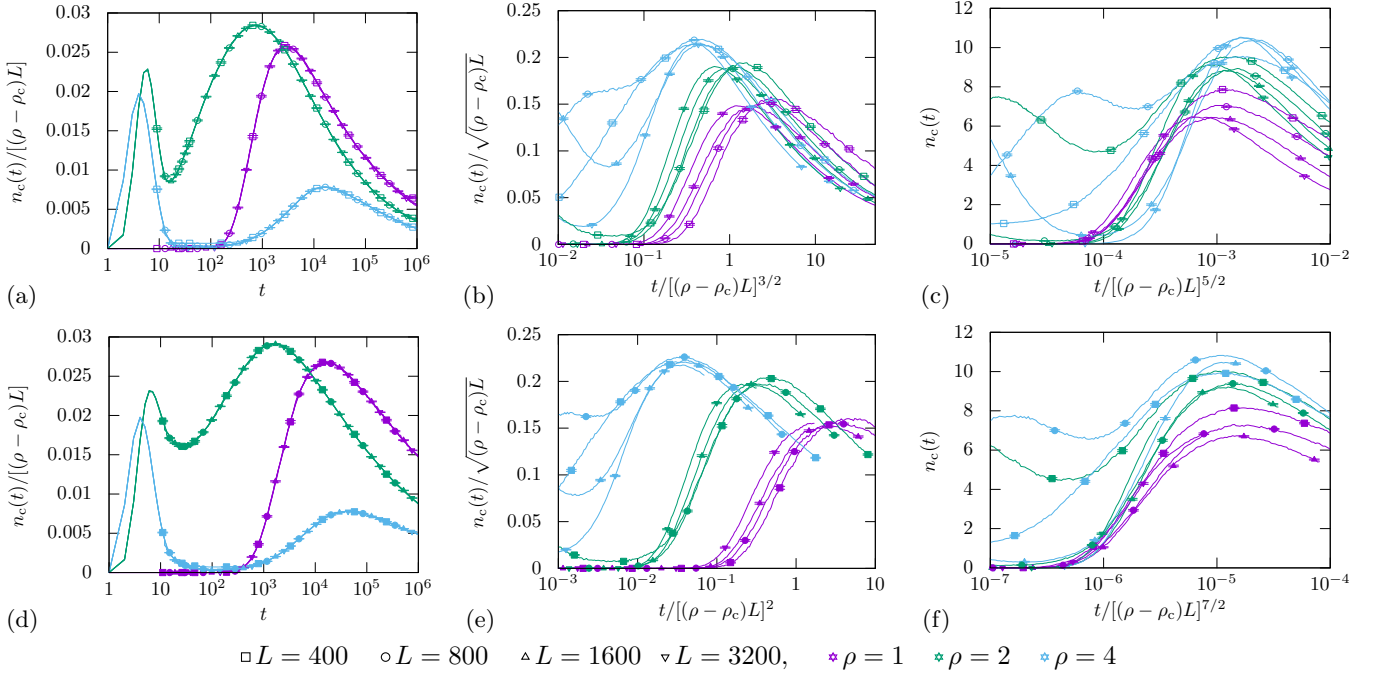 n_c(t)/[(ρ − ρ_c)L]
0.03
0.025
0.02
0.015
0.01
0.005
0
1 10 10^2 10^3 10^4 10^5 10^6
t
(a)
n_c(t)/√(ρ − ρ_c)L
0.25
0.2
0.15
0.1
0.05
0
10^−2 10^−1 1 10
t/[(ρ − ρ_c)L]^3/2
(b)
n_c(t)
12
10
8
6
4
2
0
10^−5 10^−4 10^−3 10^−2
t/[(ρ − ρ_c)L]^5/2
(c)
n_c(t)/[(ρ − ρ_c)L]
0.03
0.025
0.02
0.015
0.01
0.005
0
1 10 10^2 10^3 10^4 10^5 10^6
t
(d)
n_c(t)/√(ρ − ρ_c)L
0.25
0.2
0.15
0.1
0.05
0
10^−3 10^−2 10^−1 1 10
t/[(ρ − ρ_c)L]^2
(e)
n_c(t)
12
10
8
6
4
2
0
10^−7 10^−6 10^−5 10^−4
t/[(ρ − ρ_c)L]^7/2
(f)
L = 400 L = 800 L = 1600 L = 3200, ρ = 1 ρ = 2 ρ = 4